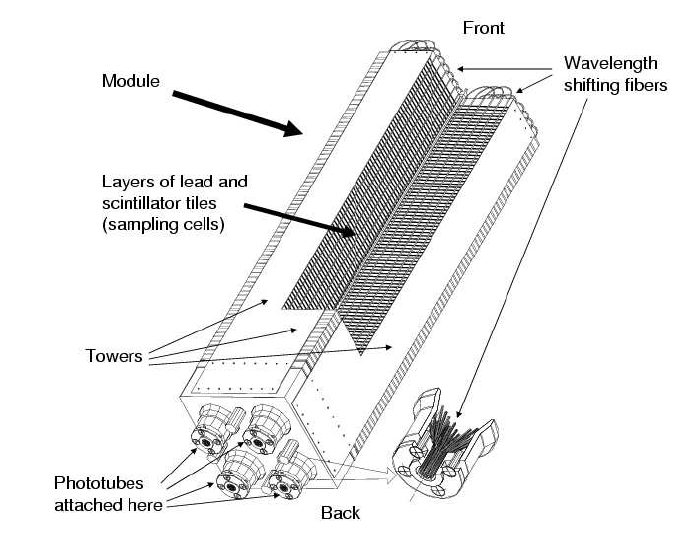 Front
Wavelength
shifting fibers
Module
Layers of lead and
scintillator tiles
(sampling cells)
Towers
Phototubes
attached here
Back